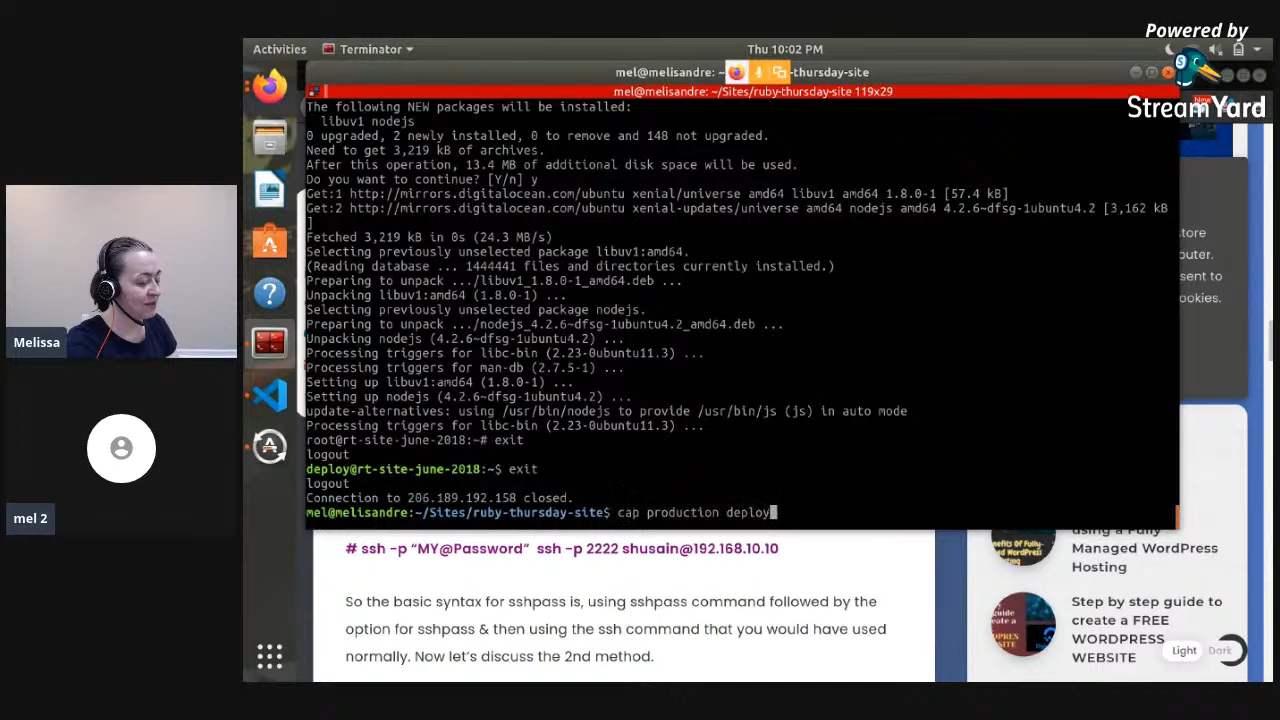 Powered by
StreamYard
Activities
Terminator
Thu 10:02 PM
mel@melisandre: ~
-thursday-site
mel@melisandre: ~/Sites/ruby-thursday-site 119x29
The following NEW packages will be installed:
libuv1 nodejs
0 upgraded, 2 newly installed, 0 to remove and 148 not upgraded.
Need to get 3,219 kB of archives.
After this operation, 13.4 MB of additional disk space will be used.
Do you want to continue? [Y/n] y
Get:1 http://mirrors.digitalocean.com/ubuntu xenial/universe amd64 libuv1 amd64 1.8.0-1 [57.4 kB]
Get:2 http://mirrors.digitalocean.com/ubuntu xenial-updates/universe amd64 nodejs amd64 4.2.6~dfsg-1ubuntu4.2 [3,162 kB
]
Fetched 3,219 kB in 0s (24.3 MB/s)
Selecting previously unselected package libuv1:amd64.
(Reading database ... 1444441 files and directories currently installed.)
Preparing to unpack .../libuv1_1.8.0-1_amd64.deb ...
Unpacking libuv1:amd64 (1.8.0-1) ...
Selecting previously unselected package nodejs.
Preparing to unpack .../nodejs_4.2.6~dfsg-1ubuntu4.2_amd64.deb ...
Unpacking nodejs (4.2.6~dfsg-1ubuntu4.2) ...
Processing triggers for libc-bin (2.23-0ubuntu11.3) ...
Processing triggers for man-db (2.7.5-1) ...
Setting up libuv1:amd64 (1.8.0-1) ...
Setting up nodejs (4.2.6~dfsg-1ubuntu4.2) ...
update-alternatives: using /usr/bin/nodejs to provide /usr/bin/js (js) in auto mode
Processing triggers for libc-bin (2.23-0ubuntu11.3) ...
root@rt-site-june-2018:~# exit
logout
deploy@rt-site-june-2018:~$ exit
logout
Connection to 206.189.192.158 closed.
mel@melisandre:~/Sites/ruby-thursday-site$ cap production deploy
New
store
puter.
sent to
ookies.
Melissa
mel 2
# ssh -p “MY@Password” ssh -p 2222 shusain@192.168.10.10
So the basic syntax for sshpass is, using sshpass command followed by the
option for sshpass & then using the ssh command that you would have used
normally. Now let’s discuss the 2nd method.
using a Fully
Managed WordPress
Hosting
Step by step guide to
create a FREE
WORDPRESS
WEBSITE
Light
Dark